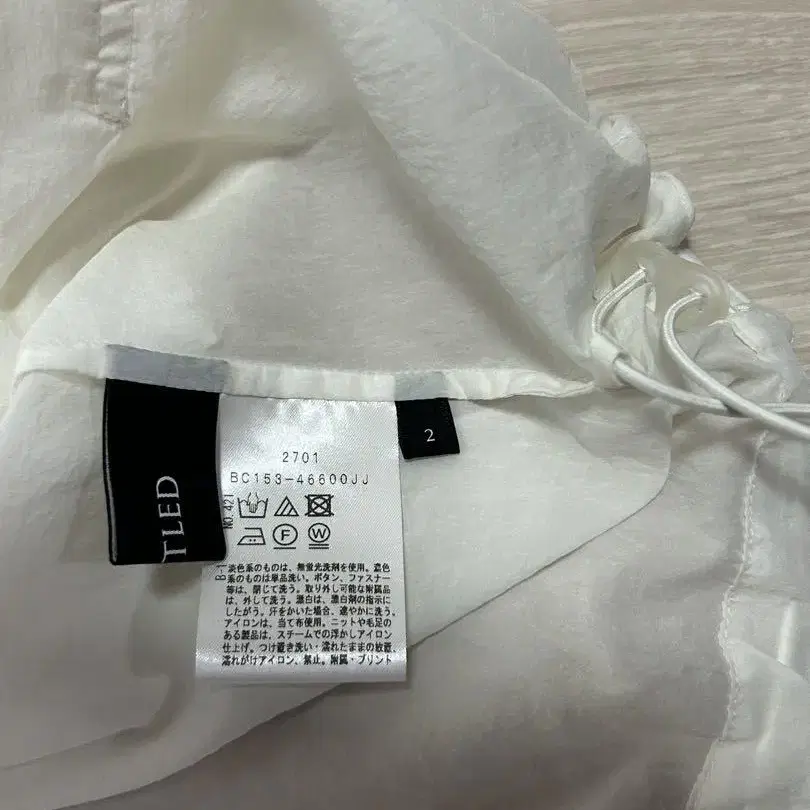 TLED
2701
BC153-46600JJ
NO.421
2
淡色系のものは、無蛍光洗剤を使用。濃色
系のものは単品洗い。ボタン、ファスナー
等は、閉じて洗う。取り外し可能な附属品
は、外して洗う。漂白は、漂白剤の指示に
したがう。汗をかいた場合、速やかに洗う。
アイロンは、当て布使用。ニットや毛足の
ある製品は、スチームでの浮かしアイロン
仕上げ。つけ置き洗い・濡れたままの放置、
濡れがけアイロン、禁止。附属・プリント